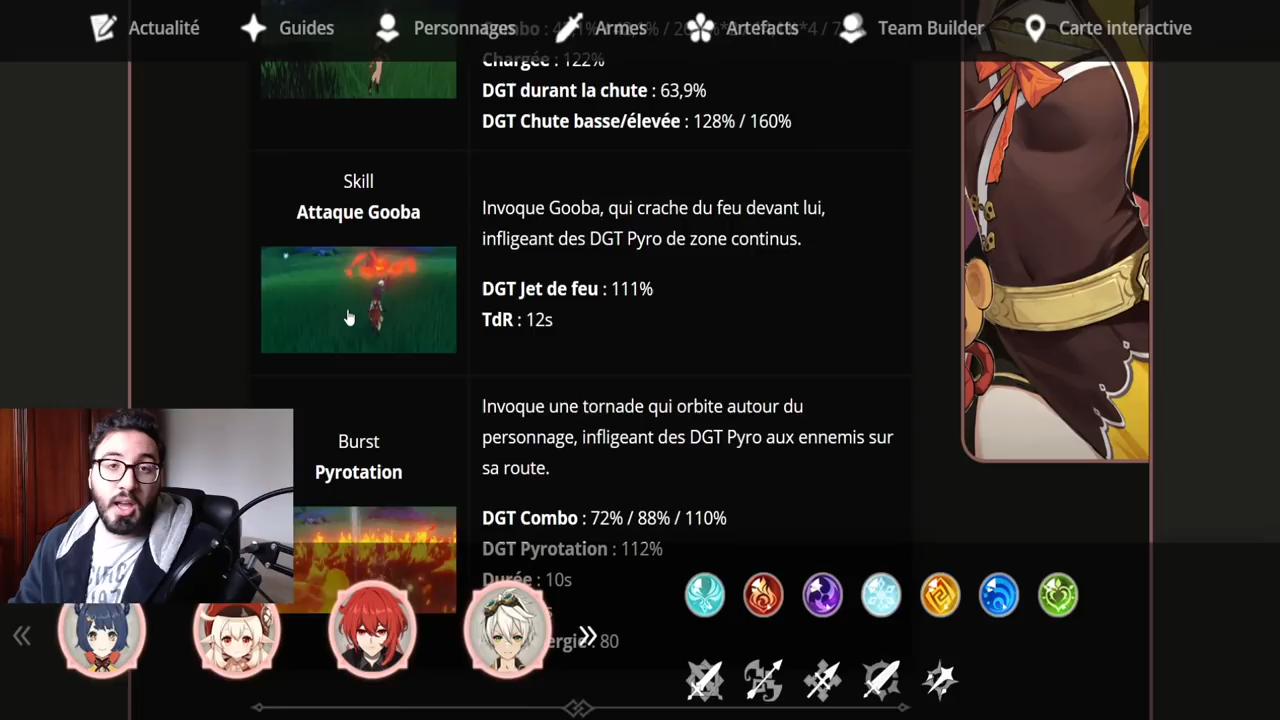 Actualité
Guides
Personnages
Armes
Artefacts
Team Builder
Carte interactive
Chargée : 122%
DGT durant la chute : 63,9%
DGT Chute basse/élevée : 128% / 160%
Skill
Attaque Gooba
Invoque Gooba, qui crache du feu devant lui,
infligeant des DGT Pyro de zone continus.
DGT Jet de feu : 111%
TdR : 12s
Burst
Pyrotation
Invoque une tornade qui orbite autour du
personnage, infligeant des DGT Pyro aux ennemis sur
sa route.
DGT Combo : 72% / 88% / 110%
DGT Pyrotation : 112%
Durée : 10s
: 80